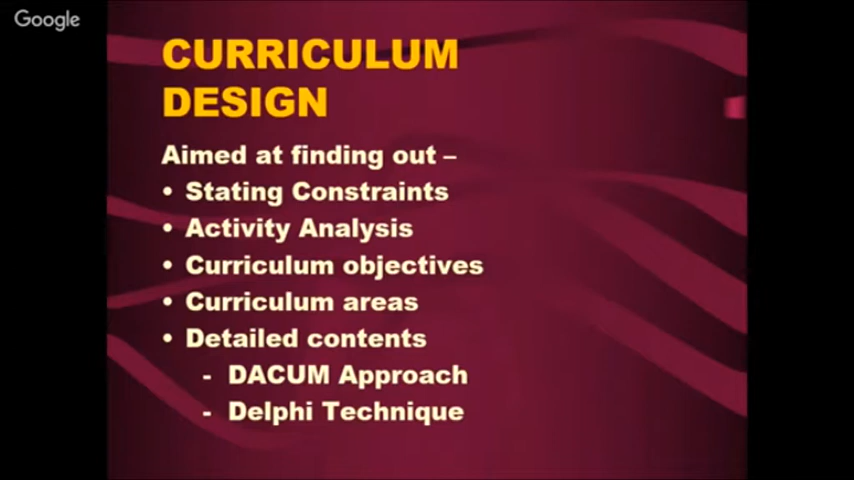 Google
CURRICULUM
DESIGN
Aimed at finding out –
• Stating Constraints
• Activity Analysis
• Curriculum objectives
• Curriculum areas
• Detailed contents
- DACUM Approach
- Delphi Technique